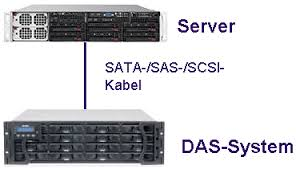 Server
SATA-/SAS-/SCSI-
Kabel
DAS-System